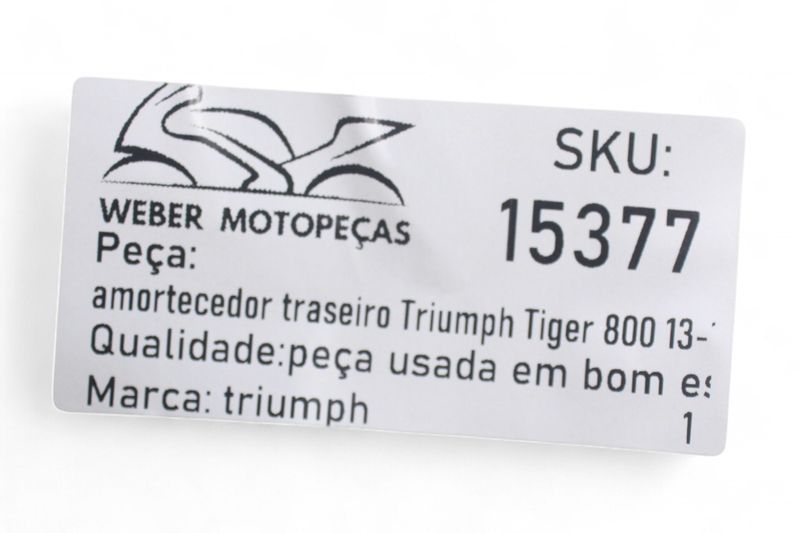 WEBER MOTOPEÇAS
SKU:
15377
Peça:
amortecedor traseiro Triumph Tiger 800 13-
Qualidade:peça usada em bom
Marca: triumph
1